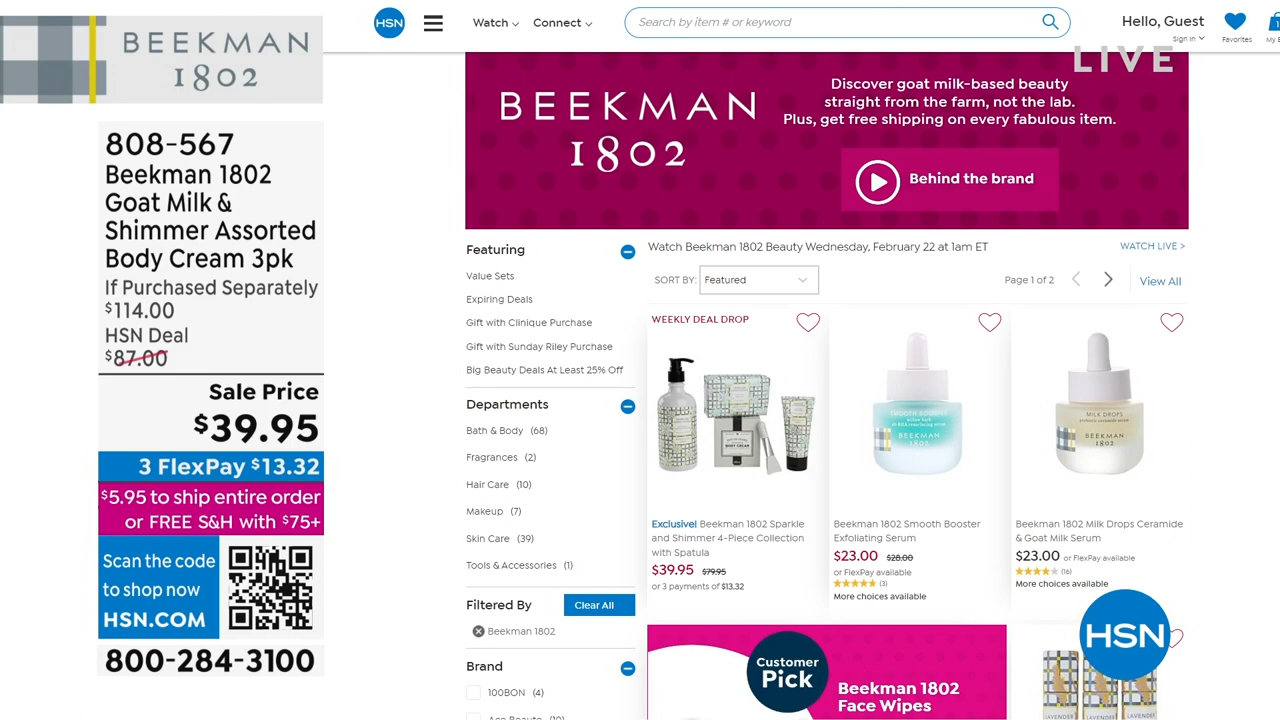 BEEKMAN
1802
808-567
Beekman 1802
Goat Milk &
Shimmer Assorted
Body Cream 3pk
If Purchased Separately
$114.00
HSN Deal
$87.00
Sale Price
$39.95
3 FlexPay $13.32
$5.95 to ship entire order
or FREE S&H with $75+
Scan the code
to shop now
HSN.COM
800-284-3100
HSN
Watch
Connect
Search by item # or keyword
Hello, Guest
Sign In
Favorites
LIVE
BEEKMAN
1802
Discover goat milk-based beauty
straight from the farm, not the lab.
Plus, get free shipping on every fabulous item.
Behind the brand
Featuring
Value Sets
Expiring Deals
Gift with Clinique Purchase
Gift with Sunday Riley Purchase
Big Beauty Deals At Least 25% Off
Departments
Bath & Body (68)
Fragrances (2)
Hair Care (10)
Makeup (7)
Skin Care (39)
Tools & Accessories (1)
Filtered By
Clear All
Beekman 1802
Brand
100BON (4)
Watch Beekman 1802 Beauty Wednesday, February 22 at 1am ET
WATCH LIVE >
SORT BY: Featured
Page 1 of 2
View All
WEEKLY DEAL DROP
Exclusive! Beekman 1802 Sparkle
and Shimmer 4-Piece Collection
with Spatula
$39.95 $79.95
or 3 payments of $13.32
SMOOTH BOOSTER
BEEKMAN
1802
Beekman 1802 Smooth Booster
Exfoliating Serum
$23.00 $28.00
or FlexPay available
(3)
More choices available
MILK DROPS
BEEKMAN
1802
Beekman 1802 Milk Drops Ceramide
& Goat Milk Serum
$23.00 or FlexPay available
(16)
More choices available
Customer
Pick
Beekman 1802
Face Wipes
HSN
LAVENDER